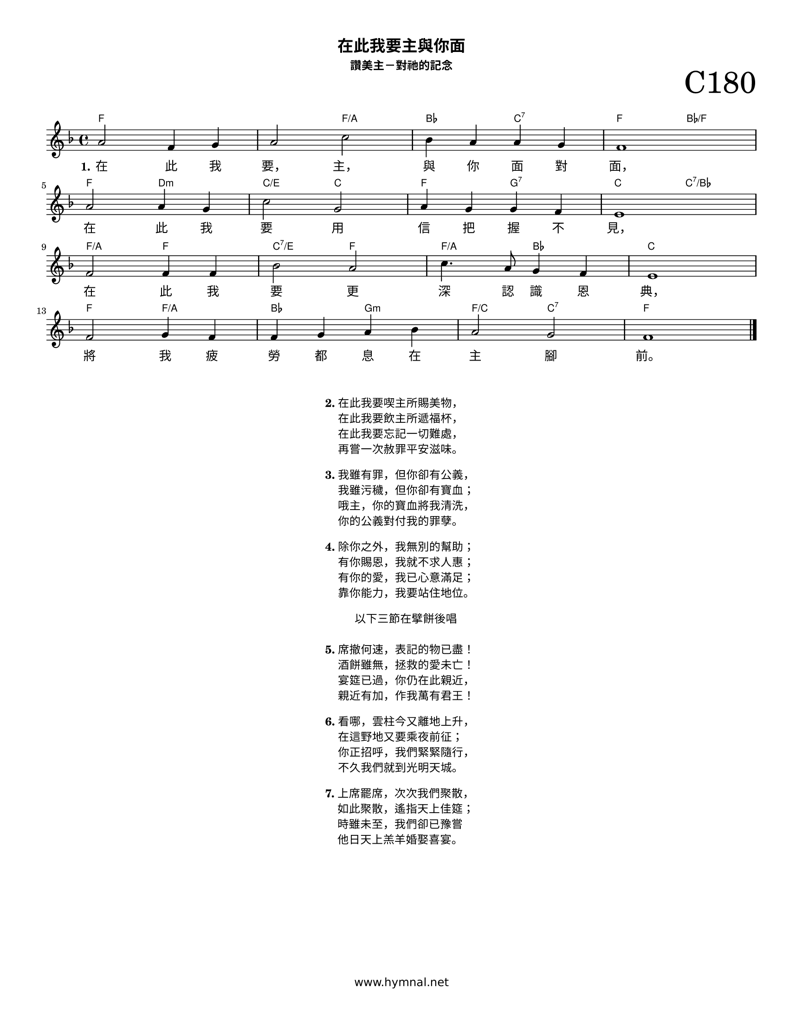 在此我要主與你面
讚美主－對祂的記念
C180
F F/A B♭ C7 F B♭/F
1. 在 此 我 要， 主， 與 你 面 對 面，
5 F Dm C/E C F G7 C C7/B♭
在 此 我 要 用 信 把 握 不 見，
9 F/A F C7/E F F/A B♭ C
在 此 我 要 更 深 認 識 恩 典，
13 F F/A B♭ Gm F/C C7 F
將 我 疲 勞 都 息 在 主 腳 前。
2. 在此我要喫主所賜美物，
在此我要飲主所遞福杯，
在此我要忘記一切難處，
再嘗一次赦罪平安滋味。
3. 我雖有罪，但你卻有公義，
我雖污穢，但你卻有寶血；
哦主，你的寶血將我清洗，
你的公義對付我的罪孽。
4. 除你之外，我無別的幫助；
有你賜恩，我就不求人惠；
有你的愛，我已心意滿足；
靠你能力，我要站住地位。
以下三節在擘餅後唱
5. 席撤何速，表記的物已盡！
酒餅雖無，拯救的愛未亡！
宴筵已過，你仍在此親近，
親近有加，作我萬有君王！
6. 看哪，雲柱今又離地上升，
在這野地又要乘夜前征；
你正招呼，我們緊緊隨行，
不久我們就到光明天城。
7. 上席罷席，次次我們聚散，
如此聚散，遙指天上佳筵；
時雖未至，我們卻已豫嘗
他日天上羔羊婚娶喜宴。
www.hymnal.net